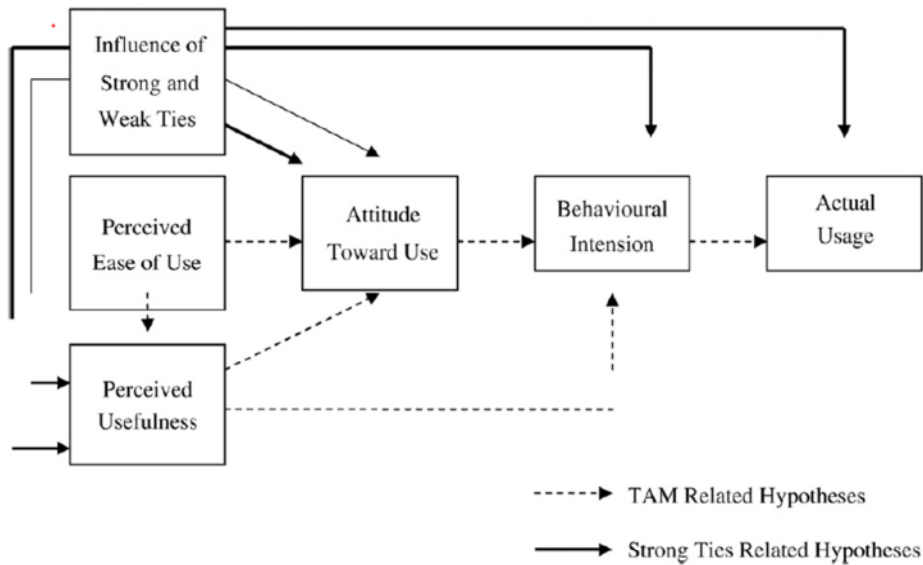 Influence of
Strong and
Weak Ties
Perceived
Ease of Use
Attitude
Toward Use
Behavioural
Intension
Actual
Usage
Perceived
Usefulness
TAM Related Hypotheses
Strong Ties Related Hypotheses